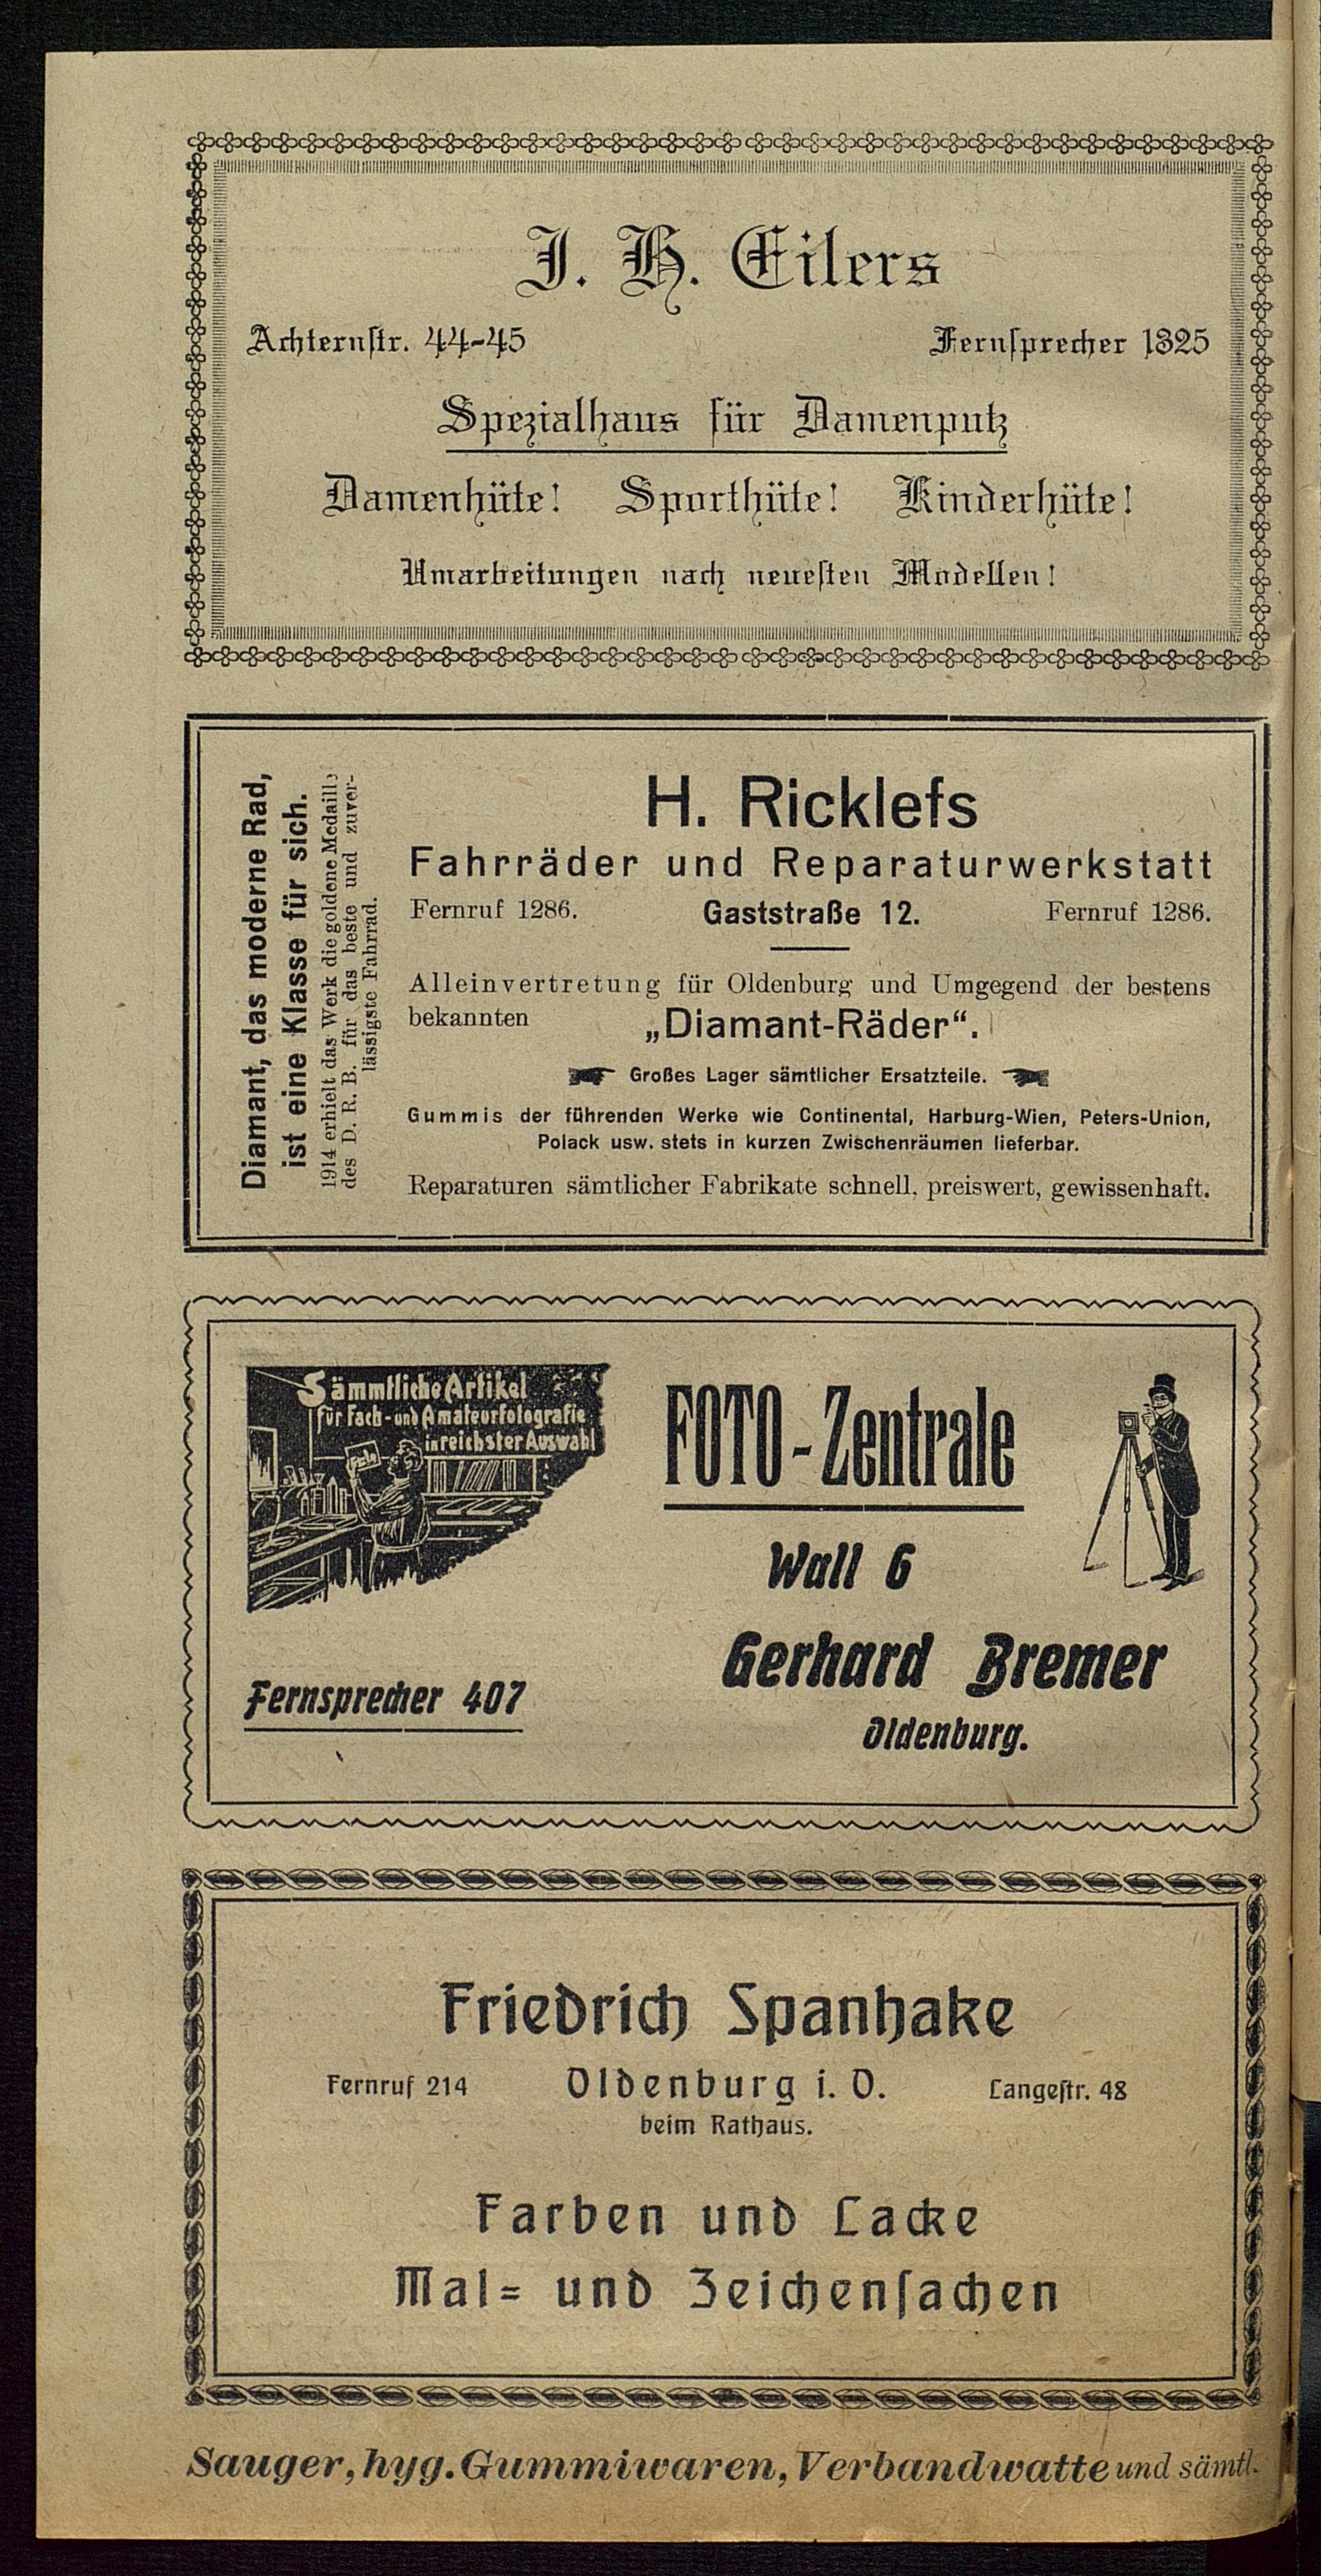 J. H. Eilers
Achternstr. 44-45 Fernsprecher 1325
Spezialhaus für Damenputz
Damenhüte! Sporthüte! Kinderhüte!
Umarbeitungen nach neuesten Modellen!
Diamant, das moderne Rad,
ist eine Klasse für sich.
1914 erhielt das Werk die goldene Medaille
des D. R. B. für das beste und zuver-
lässigste Fahrrad.
H. Ricklefs
Fahrräder und Reparaturwerkstatt
Fernruf 1286. Gaststraße 12. Fernruf 1286.
Alleinvertretung für Oldenburg und Umgegend der bestens
bekannten „Diamant-Räder“.
Großes Lager sämtlicher Ersatzteile.
Gummis der führenden Werke wie Continental, Harburg-Wien, Peters-Union,
Polack usw. stets in kurzen Zwischenräumen lieferbar.
Reparaturen sämtlicher Fabrikate schnell, preiswert, gewissenhaft.
Sämmtliche Artikel
für Fach- und Amateurfotografie
in reichster Auswahl
FOTO-Zentrale
Wall 6
Gerhard Bremer
Fernsprecher 407
Oldenburg.
Friedrich Spanhake
Fernruf 214 Oldenburg i. O. Langestr. 48
beim Rathaus.
Farben und Lacke
Mal= und Zeichensachen
Sauger, hyg. Gummiwaren, Verbandwatte und sämtl.